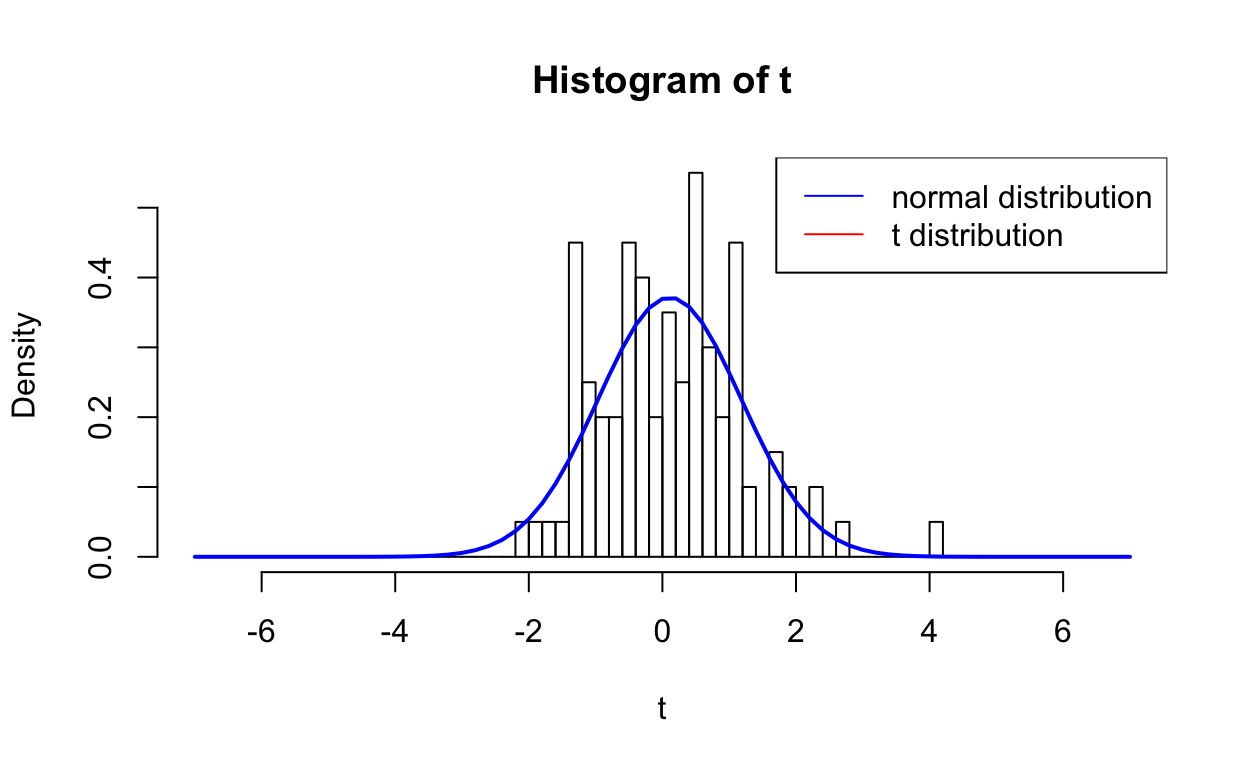 Histogram of t
normal distribution
t distribution
Density
0.4
0.2
0.0
-6 -4 -2 0 2 4 6
t